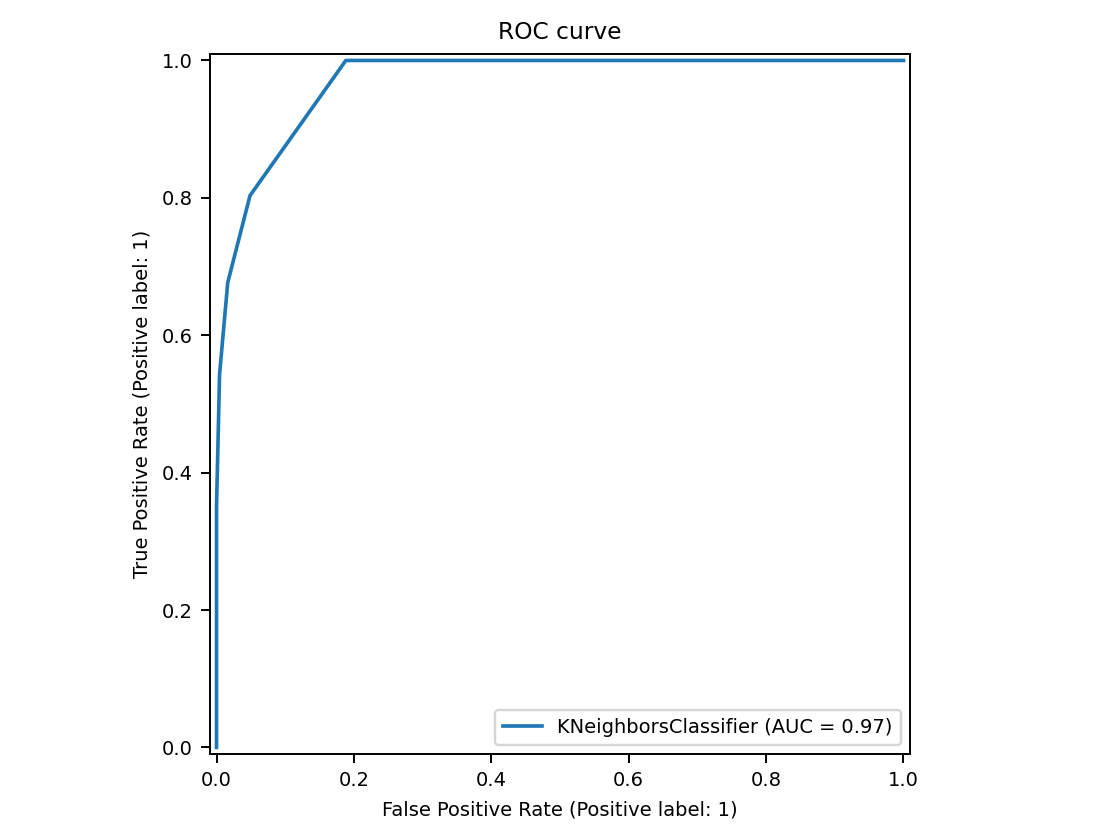 ROC curve
1.0
0.8
0.6
0.4
0.2
0.0
True Positive Rate (Positive label: 1)
KNeighborsClassifier (AUC = 0.97)
0.0 0.2 0.4 0.6 0.8 1.0
False Positive Rate (Positive label: 1)